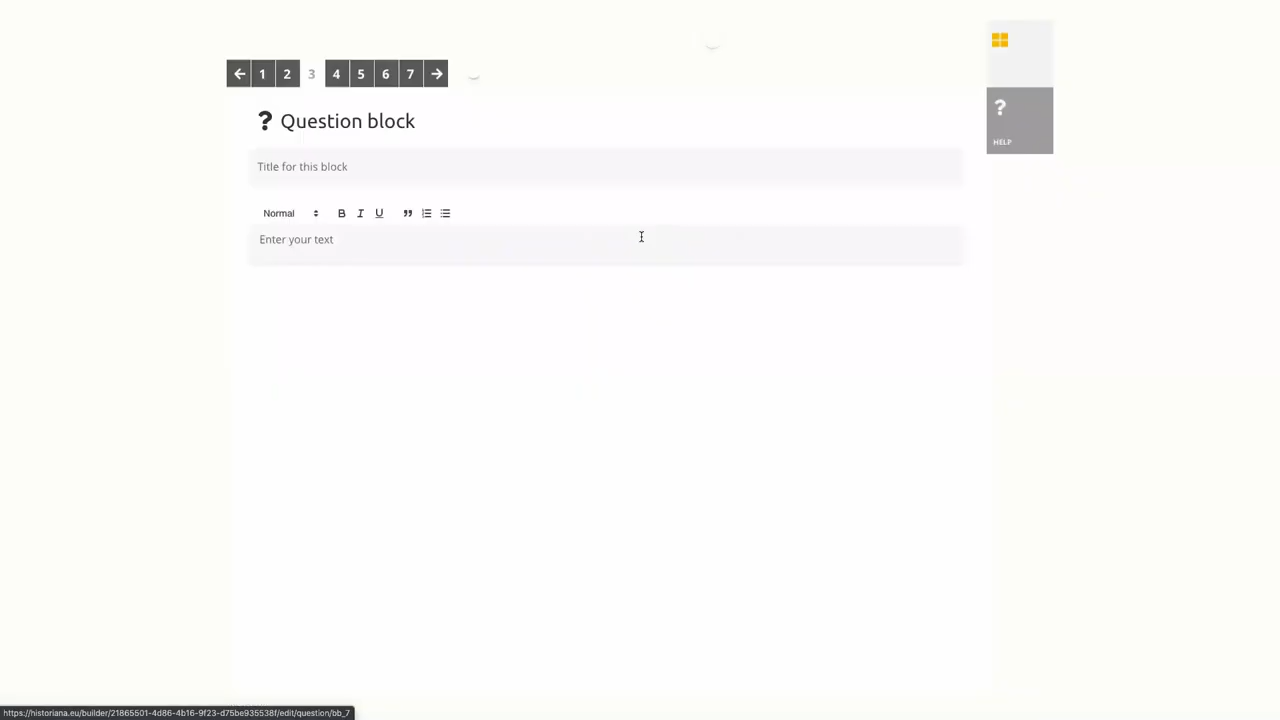 1 2 3 4 5 6 7
? HELP
? Question block
Title for this block
Normal B I U
Enter your text
https://historiana.eu/builder/21865501-4d86-4b16-9f23-d75be935538f/edit/question/bb_7